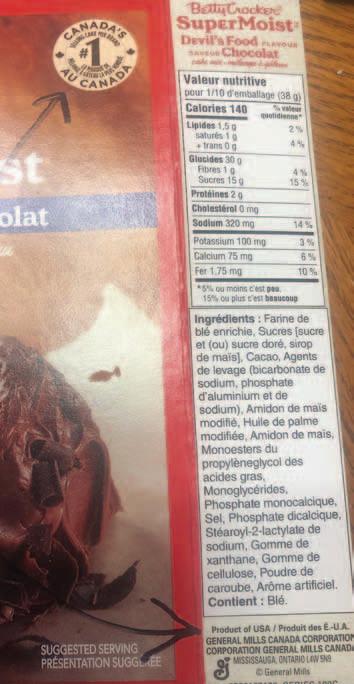 CANADA'S
#1
AU CANADA
st
olat
SUGGESTED SERVING
PRÉSENTATION SUGGÉRÉE
Betty Crocker
SuperMoist
Devil's Food FLAVOUR
SAVEUR Chocolat
cake mix • mélange à gâteau
Valeur nutritive
pour 1/10 d'emballage (38 g)
Calories 140
% valeur quotidienne*
Lipides 1,5 g 2 %
saturés 1 g
+ trans 0 g 4 %
Glucides 30 g
Fibres 1 g 4 %
Sucres 15 g 15 %
Protéines 2 g
Cholestérol 0 mg
Sodium 320 mg 14 %
Potassium 100 mg 3 %
Calcium 75 mg 6 %
Fer 1,75 mg 10 %
*5% ou moins c'est peu,
15% ou plus c'est beaucoup
Ingrédients : Farine de
blé enrichie, Sucres [sucre
et (ou) sucre doré, sirop
de maïs], Cacao, Agents
de levage (bicarbonate de
sodium, phosphate
d'aluminium et de
sodium), Amidon de maïs
modifié, Huile de palme
modifiée, Amidon de maïs,
Monoesters du
propylèneglycol des
acides gras,
Monoglycérides,
Phosphate monocalcique,
Sel, Phosphate dicalcique,
Stéaroyl-2-lactylate de
sodium, Gomme de
xanthane, Gomme de
cellulose, Poudre de
caroube, Arôme artificiel.
Contient : Blé.
Product of USA / Produit des É.-U.A.
GENERAL MILLS CANADA CORPORATION
CORPORATION GENERAL MILLS CANADA
MISSISSAUGA, ONTARIO L4W 5N9
© General Mills